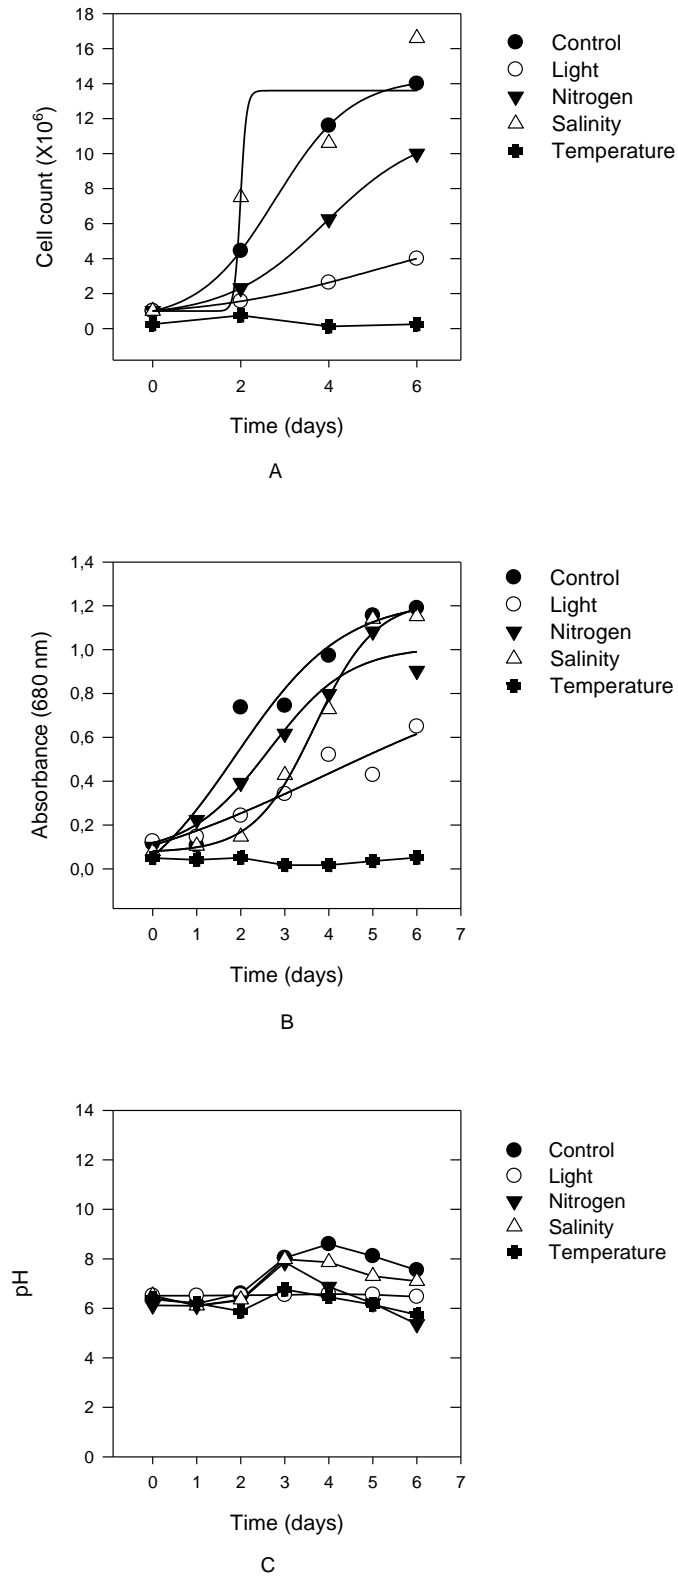 18
16
14
12
10
8
6
4
2
0
Cell count (X10⁶)
0 2 4 6
Time (days)
Control
Light
Nitrogen
Salinity
Temperature
A
1,4
1,2
1,0
0,8
0,6
0,4
0,2
0,0
Absorbance (680 nm)
0 1 2 3 4 5 6 7
Time (days)
Control
Light
Nitrogen
Salinity
Temperature
B
14
12
10
8
6
4
2
0
pH
0 1 2 3 4 5 6 7
Time (days)
Control
Light
Nitrogen
Salinity
Temperature
C